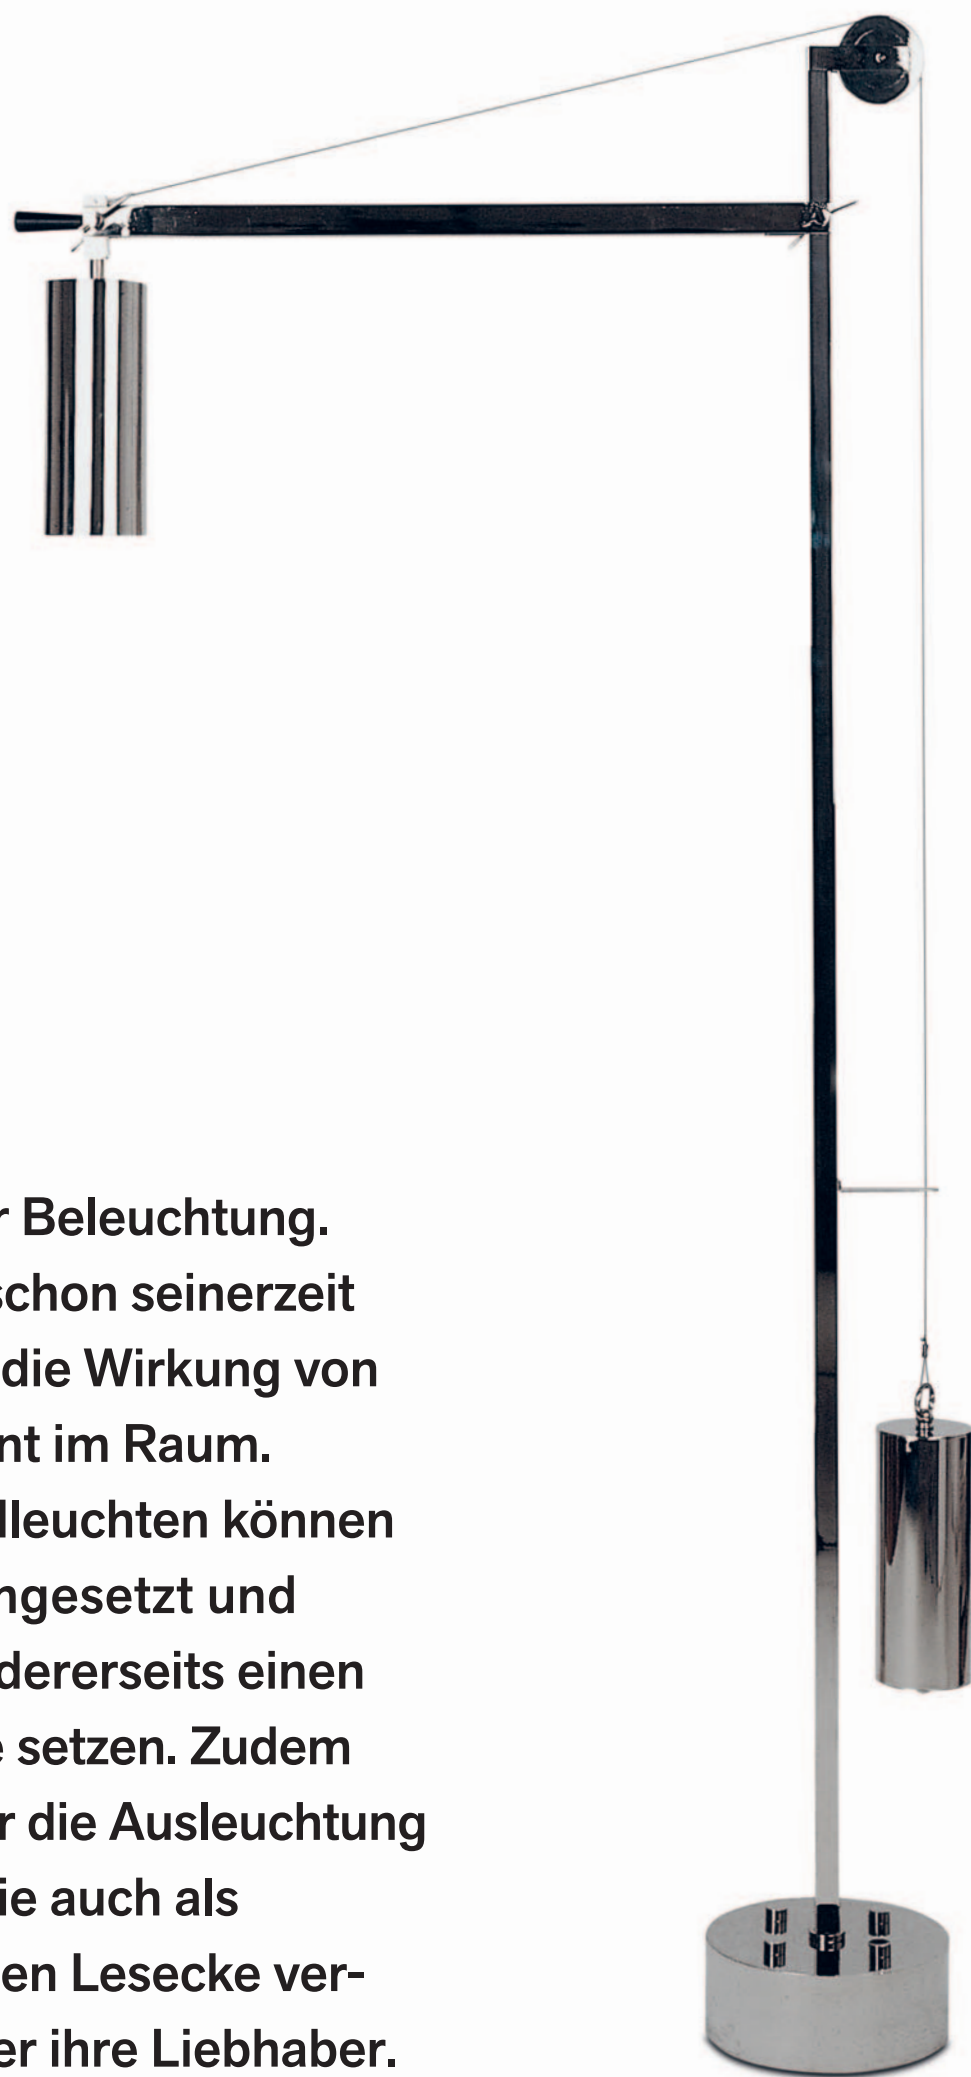 r Beleuchtung.
schon seinerzeit
die Wirkung von
nt im Raum.
lleuchten können
ngesetzt und
dererseits einen
e setzen. Zudem
r die Ausleuchtung
ie auch als
en Lesecke ver-
er ihre Liebhaber.